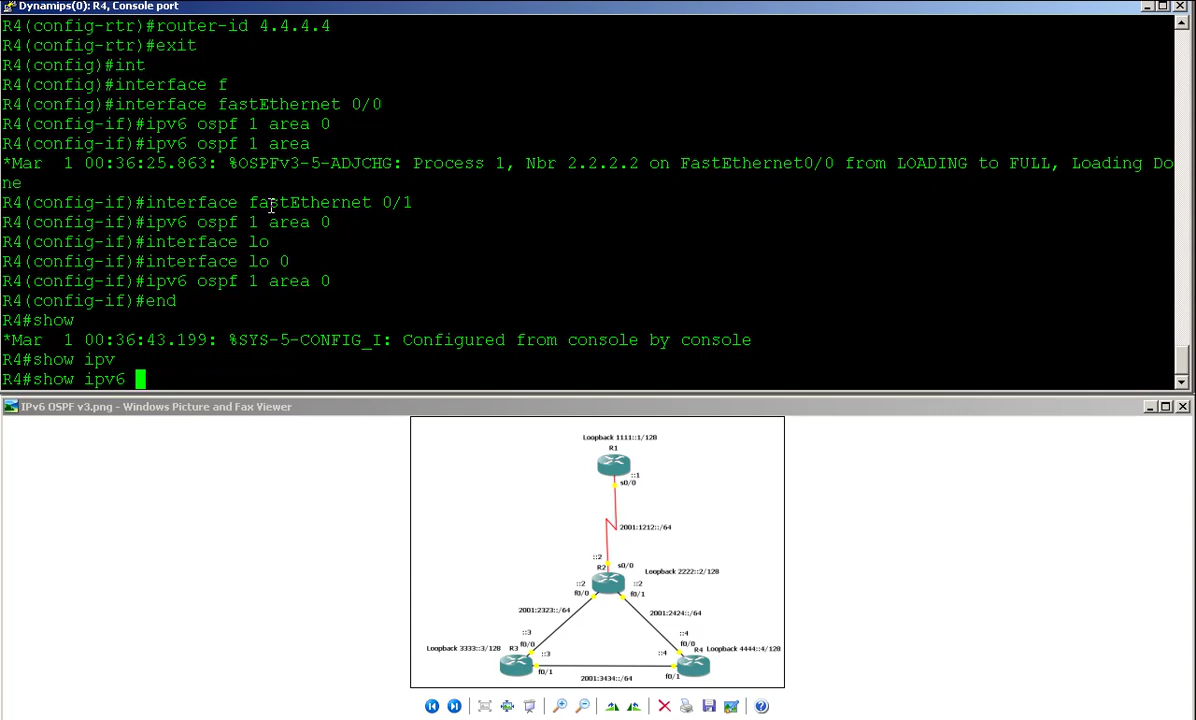 Dynamips(0): R4, Console port
R4(config-rtr)#router-id 4.4.4.4
R4(config-rtr)#exit
R4(config)#int
R4(config)#interface f
R4(config)#interface fastEthernet 0/0
R4(config-if)#ipv6 ospf 1 area 0
R4(config-if)#ipv6 ospf 1 area
*Mar  1 00:36:25.863: %OSPFv3-5-ADJCHG: Process 1, Nbr 2.2.2.2 on FastEthernet0/0 from LOADING to FULL, Loading Do
ne
R4(config-if)#interface fastEthernet 0/1
R4(config-if)#ipv6 ospf 1 area 0
R4(config-if)#interface lo
R4(config-if)#interface lo 0
R4(config-if)#ipv6 ospf 1 area 0
R4(config-if)#end
R4#show
*Mar  1 00:36:43.199: %SYS-5-CONFIG_I: Configured from console by console
R4#show ipv
R4#show ipv6
IPv6 OSPF v3.png - Windows Picture and Fax Viewer
Loopback 1111::1/128
R1
::1
s0/0
2001:1212::/64
::2
s0/0
R2
Loopback 2222::2/128
::2
::2
f0/0
f0/1
2001:2323::/64
2001:2424::/64
::3
::4
f0/0
f0/0
Loopback 3333::3/128
R3
::3
::4
R4
Loopback 4444::4/128
f0/1
f0/1
2001:3434::/64